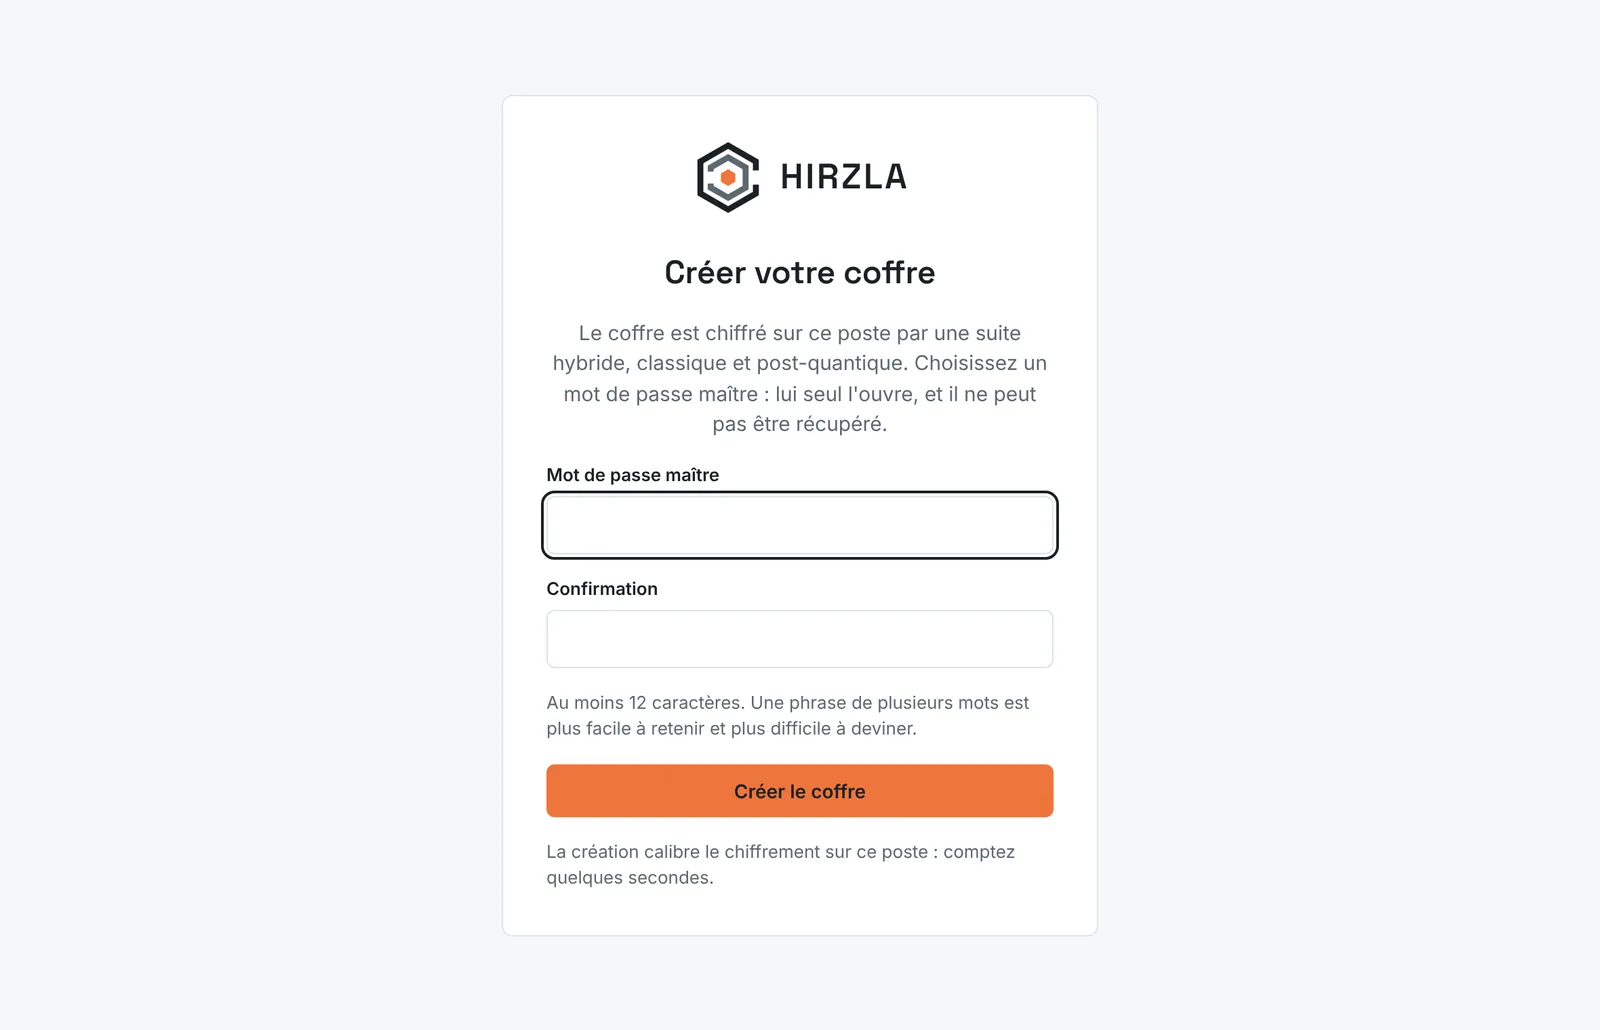 HIRZLA
Créer votre coffre
Le coffre est chiffré sur ce poste par une suite
hybride, classique et post-quantique. Choisissez un
mot de passe maître : lui seul l'ouvre, et il ne peut
pas être récupéré.
Mot de passe maître
Confirmation
Au moins 12 caractères. Une phrase de plusieurs mots est
plus facile à retenir et plus difficile à deviner.
Créer le coffre
La création calibre le chiffrement sur ce poste : comptez
quelques secondes.